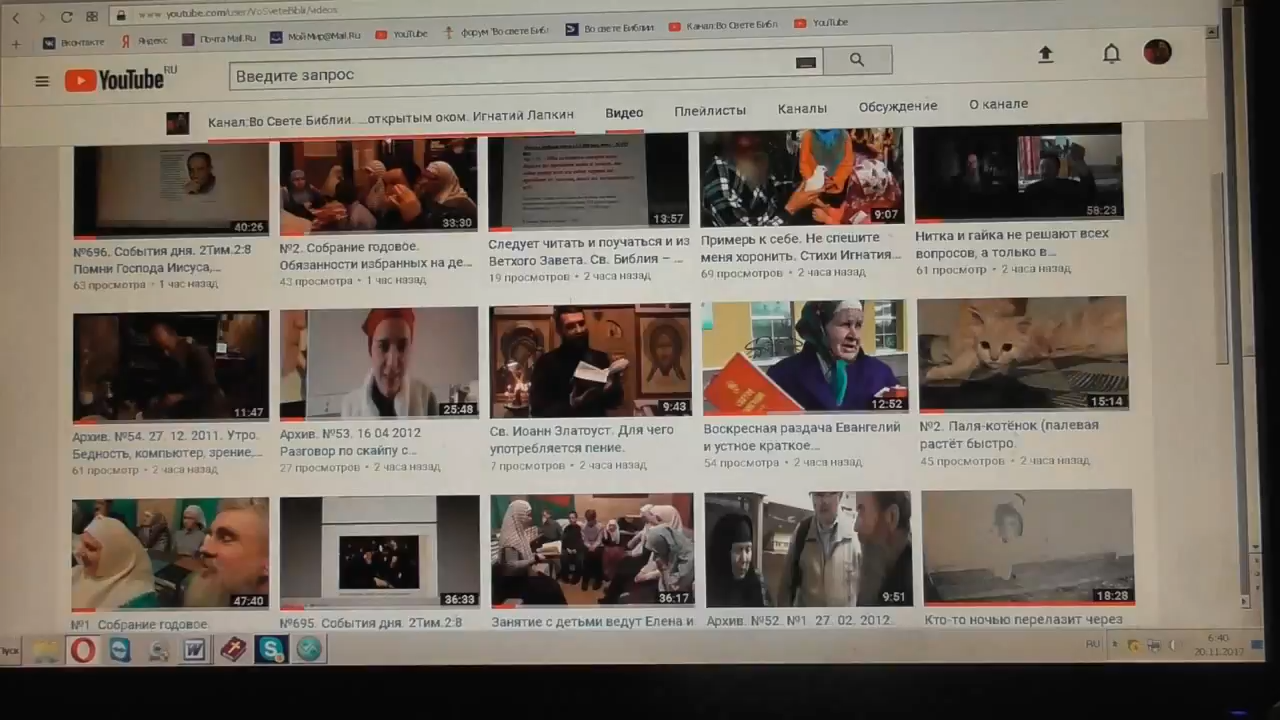 www.youtube.com/user/VoSveteBiblii/videos
Вконтакте Яндекс Почта Mail.Ru МойМир@Mail.Ru YouTube форум "Во свете Библ Во свете Библии Канал:Во Свете Библ YouTube
YouTube RU
Введите запрос
Канал:Во Свете Библии. ...открытым оком. Игнатий Лапкин Видео Плейлисты Каналы Обсуждение О канале
40:26 33:30 13:57 9:07 58:23
№696. События дня. 2Тим.2:8
Помни Господа Иисуса,...
63 просмотра • 1 час назад
№2. Собрание годовое.
Обязанности избранных на де...
43 просмотра • 1 час назад
Следует читать и поучаться и из
Ветхого Завета. Св. Библия – ...
19 просмотров • 2 часа назад
Примерь к себе. Не спешите
меня хоронить. Стихи Игнатия...
69 просмотров • 2 часа назад
Нитка и гайка не решают всех
вопросов, а только в...
61 просмотр • 2 часа назад
11:47 25:48 9:43 12:52 15:14
Архив. №54. 27. 12. 2011. Утро.
Бедность, компьютер, зрение,...
61 просмотр • 2 часа назад
Архив. №53. 16 04 2012
Разговор по скайпу с...
27 просмотров • 2 часа назад
Св. Иоанн Златоуст. Для чего
употребляется пение.
7 просмотров • 2 часа назад
Воскресная раздача Евангелий
и устное краткое...
54 просмотра • 2 часа назад
№2. Паля-котёнок (палевая
растёт быстро.
45 просмотров • 2 часа назад
47:40 36:33 36:17 9:51 18:28
№1. Собрание годовое.
№695. События дня. 2Тим.2:8
Занятие с детьми ведут Елена и
Архив. №52. №1. 27. 02. 2012.
Кто-то ночью перелазит через
Пуск
RU 6:40
20.11.2017